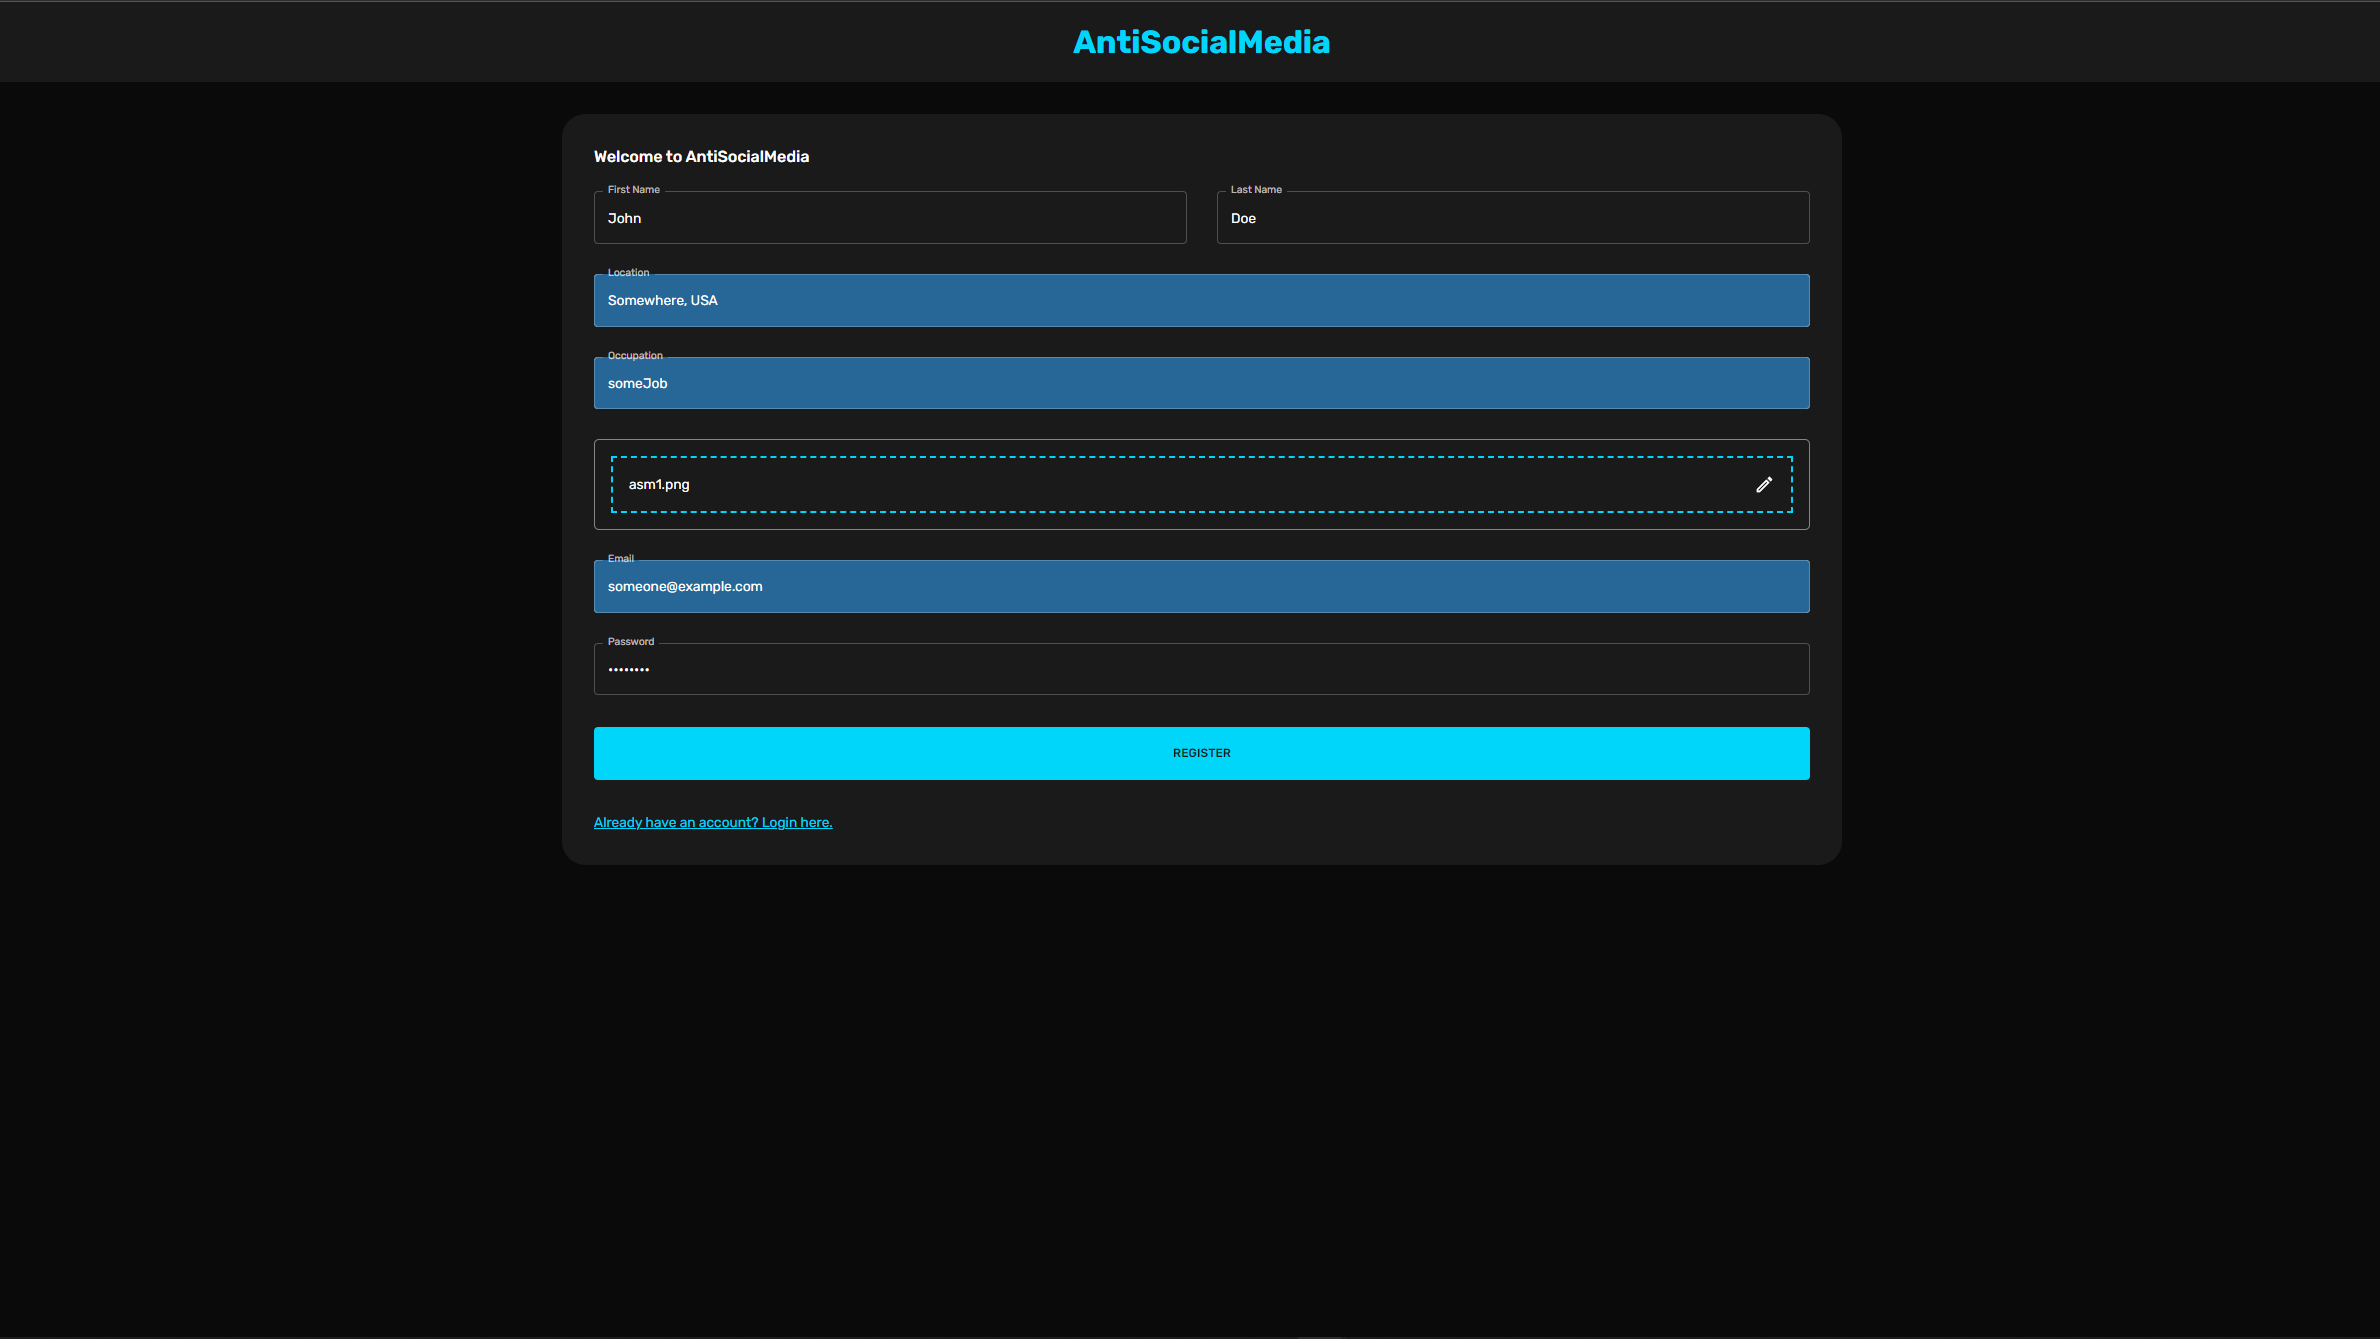 AntiSocialMedia
Welcome to AntiSocialMedia
First Name
Last Name
John
Doe
Location
Somewhere, USA
Occupation
someJob
asm1.png
Email
someone@example.com
Password
••••••••
REGISTER
Already have an account? Login here.